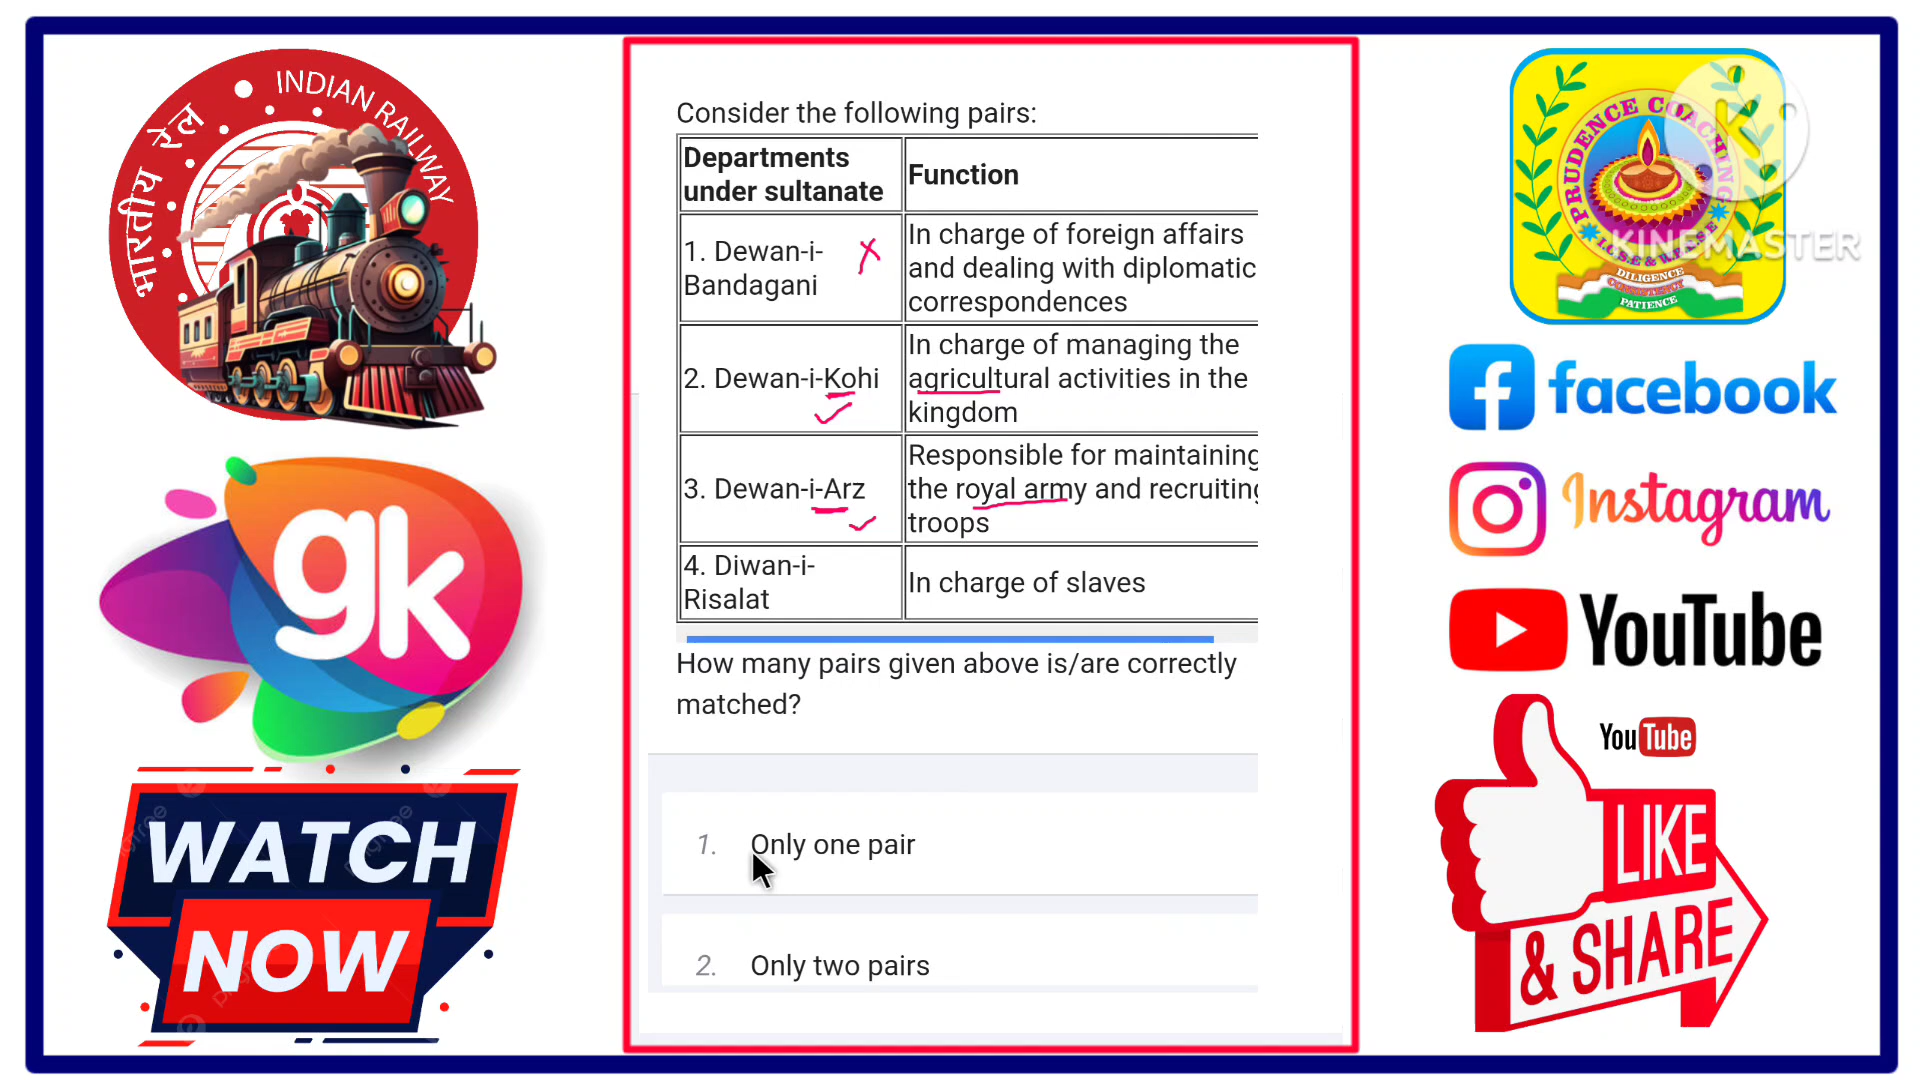 भारतीय रेल
INDIAN RAILWAY
gk
WATCH
NOW
Consider the following pairs:
Departments
under sultanate
Function
1. Dewan-i-
Bandagani
In charge of foreign affairs
and dealing with diplomatic
correspondences
2. Dewan-i-Kohi
In charge of managing the
agricultural activities in the
kingdom
3. Dewan-i-Arz
Responsible for maintaining
the royal army and recruiting
troops
4. Diwan-i-
Risalat
In charge of slaves
How many pairs given above is/are correctly
matched?
1. Only one pair
2. Only two pairs
PRUDENCE COACHING
DILIGENCE
CONSISTENCY
PATIENCE
KINEMASTER
facebook
Instagram
YouTube
YouTube
LIKE
& SHARE